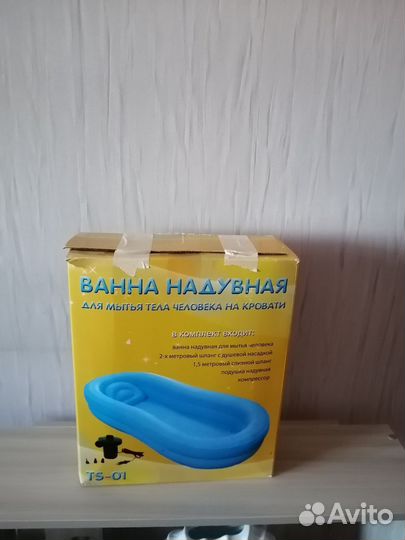 ВАННА НАДУВНАЯ
ДЛЯ МЫТЬЯ ТЕЛА ЧЕЛОВЕКА НА КРОВАТИ
В КОМПЛЕКТ ВХОДИТ:
ванна надувная для мытья человека
2-х метровый шланг с душевой насадкой
1,5 метровый сливной шланг
подушка надувная
компрессор
TS-01
Avito